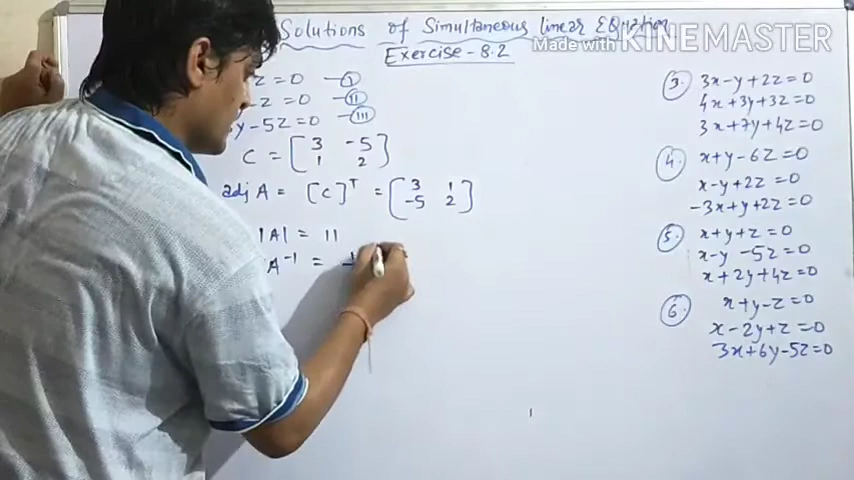 Solutions of Simultaneous linear EQuation
Exercise - 8.2
Made with KINEMASTER
z = 0 - (I)
- z = 0 - (II)
y - 5z = 0 - (III)
C = [3 -5
1 2]
adj A = [C]^T = [3 1
-5 2]
|A| = 11
A^-1 =
(3) 3x - y + 2z = 0
4x + 3y + 3z = 0
3x + 7y + 4z = 0
(4.) x + y - 6z = 0
x - y + 2z = 0
-3x + y + 2z = 0
(5.) x + y + z = 0
x - y - 5z = 0
x + 2y + 4z = 0
(6.) x + y - z = 0
x - 2y + z = 0
3x + 6y - 5z = 0